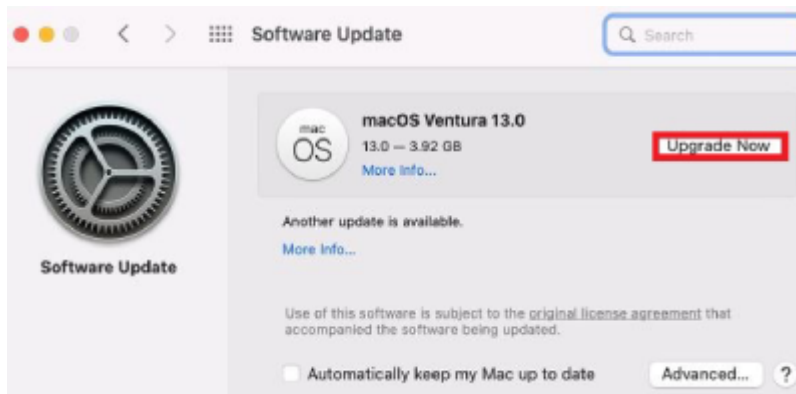 Software Update
Search
mac
OS
macOS Ventura 13.0
13.0 — 3.92 GB
More Info...
Upgrade Now
Another update is available.
More Info...
Software Update
Use of this software is subject to the original license agreement that
accompanied the software being updated.
Automatically keep my Mac up to date
Advanced...
?